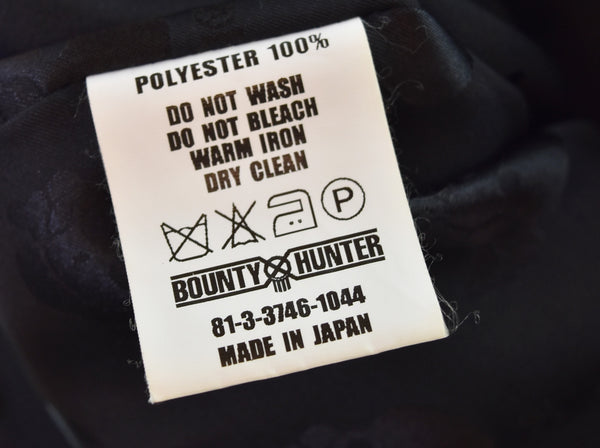 POLYESTER 100%
DO NOT WASH
DO NOT BLEACH
WARM IRON
DRY CLEAN
P
BOUNTY HUNTER
81-3-3746-1044
MADE IN JAPAN